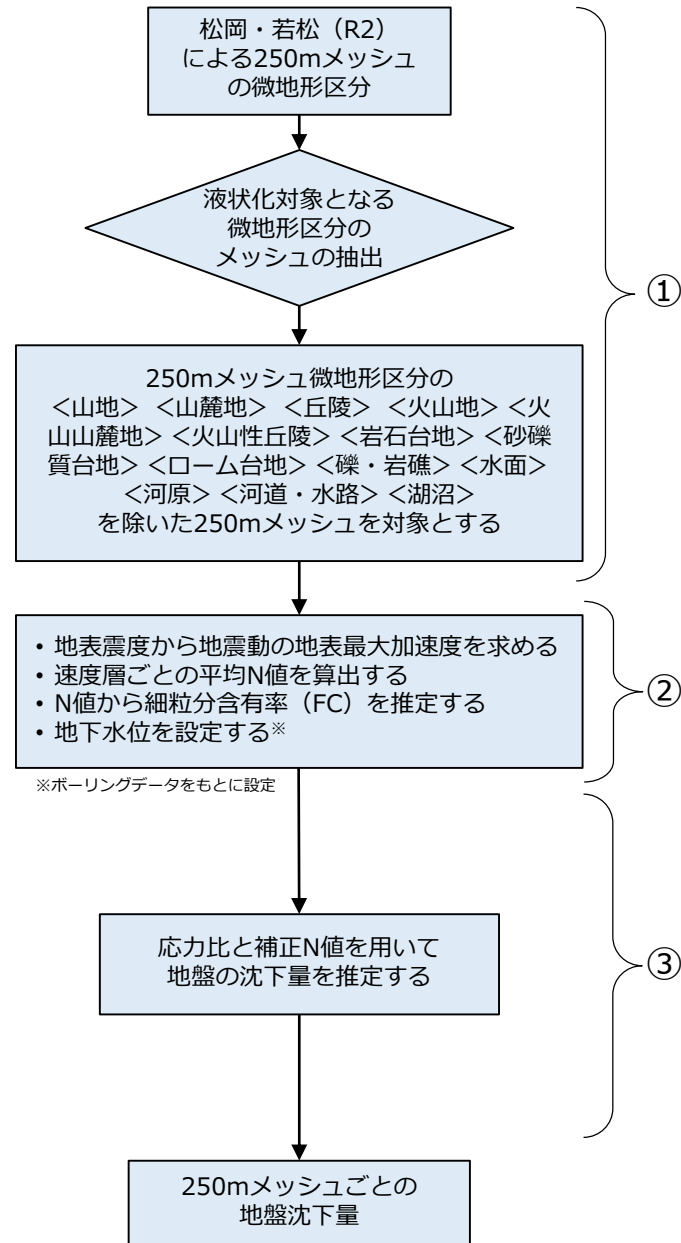 松岡・若松（R2）
による250mメッシュ
の微地形区分
液状化対象となる
微地形区分の
メッシュの抽出
①
250mメッシュ微地形区分の
＜山地＞ ＜山麓地＞ ＜丘陵＞ ＜火山地＞＜火
山山麓地＞＜火山性丘陵＞＜岩石台地＞＜砂礫
質台地＞＜ローム台地＞＜礫・岩礁＞＜水面＞
＜河原＞＜河道・水路＞＜湖沼＞
を除いた250mメッシュを対象とする
• 地表震度から地震動の地表最大加速度を求める
• 速度層ごとの平均N値を算出する
• N値から細粒分含有率（FC）を推定する
• 地下水位を設定する※
②
※ボーリングデータをもとに設定
応力比と補正N値を用いて
地盤の沈下量を推定する
③
250mメッシュごとの
地盤沈下量